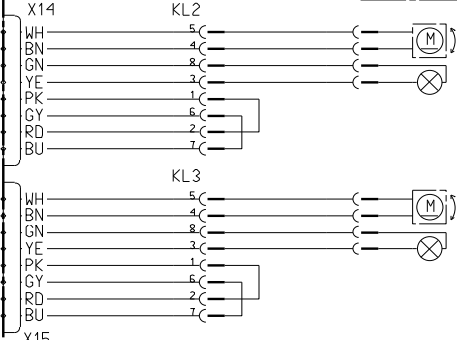 X14 KL2
WH 5
BN 4 M
GN 8
YE 3
PK 1
GY 6
RD 2
BU 7
KL3
WH 5
BN 4 M
GN 8
YE 3
PK 1
GY 6
RD 2
BU 7
X15